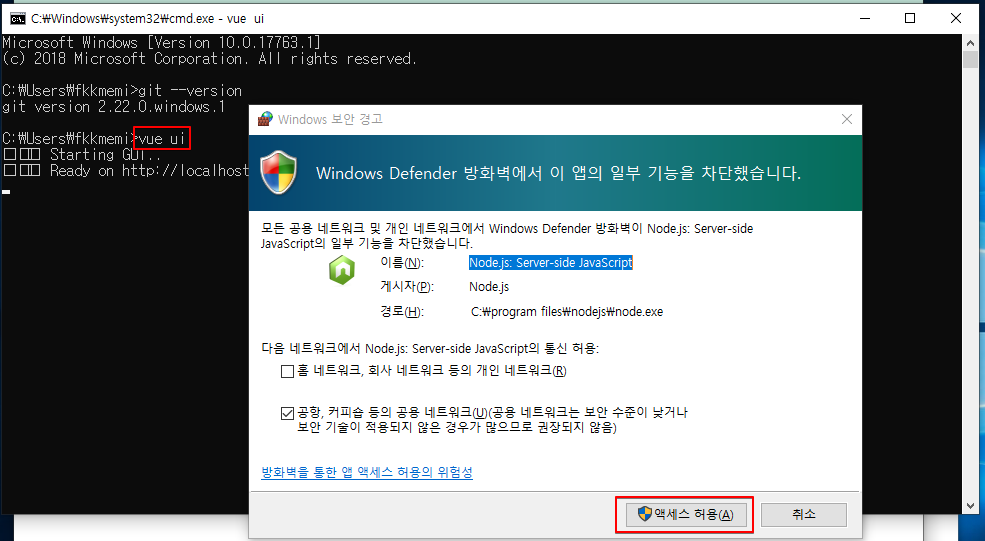 C:₩Windows₩system32₩cmd.exe - vue  ui
Microsoft Windows [Version 10.0.17763.1]
(c) 2018 Microsoft Corporation. All rights reserved.
C:₩Users₩fkkmemi>git --version
git version 2.22.0.windows.1
C:₩Users₩fkkmemi>vue ui
Starting GUI..
Ready on http://localhost
Windows 보안 경고
Windows Defender 방화벽에서 이 앱의 일부 기능을 차단했습니다.
모든 공용 네트워크 및 개인 네트워크에서 Windows Defender 방화벽이 Node.js: Server-side
JavaScript의 일부 기능을 차단했습니다.
이름(N): Node.js: Server-side JavaScript
게시자(P): Node.js
경로(H): C:₩program files₩nodejs₩node.exe
다음 네트워크에서 Node.js: Server-side JavaScript의 통신 허용:
홈 네트워크, 회사 네트워크 등의 개인 네트워크(R)
공항, 커피숍 등의 공용 네트워크(U)(공용 네트워크는 보안 수준이 낮거나
보안 기술이 적용되지 않은 경우가 많으므로 권장되지 않음)
방화벽을 통한 앱 액세스 허용의 위험성
액세스 허용(A) 취소